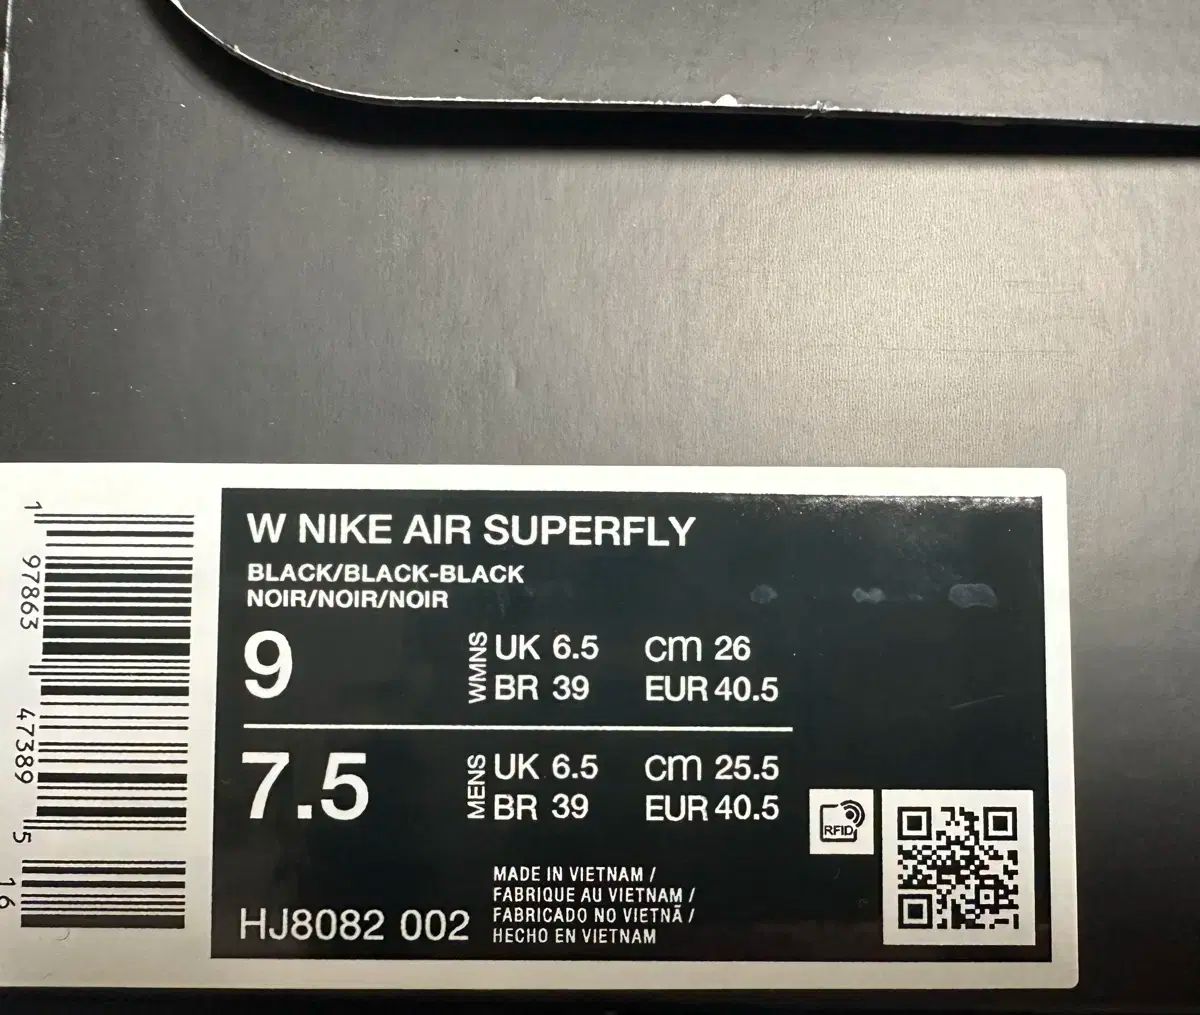 W NIKE AIR SUPERFLY
BLACK/BLACK-BLACK
NOIR/NOIR/NOIR
9
WMNS
UK 6.5 cm 26
BR 39 EUR 40.5
7.5
MENS
UK 6.5 cm 25.5
BR 39 EUR 40.5
RFID
MADE IN VIETNAM /
FABRIQUE AU VIETNAM /
FABRICADO NO VIETNÃ /
HECHO EN VIETNAM
HJ8082 002
1 97863 47389 5 16